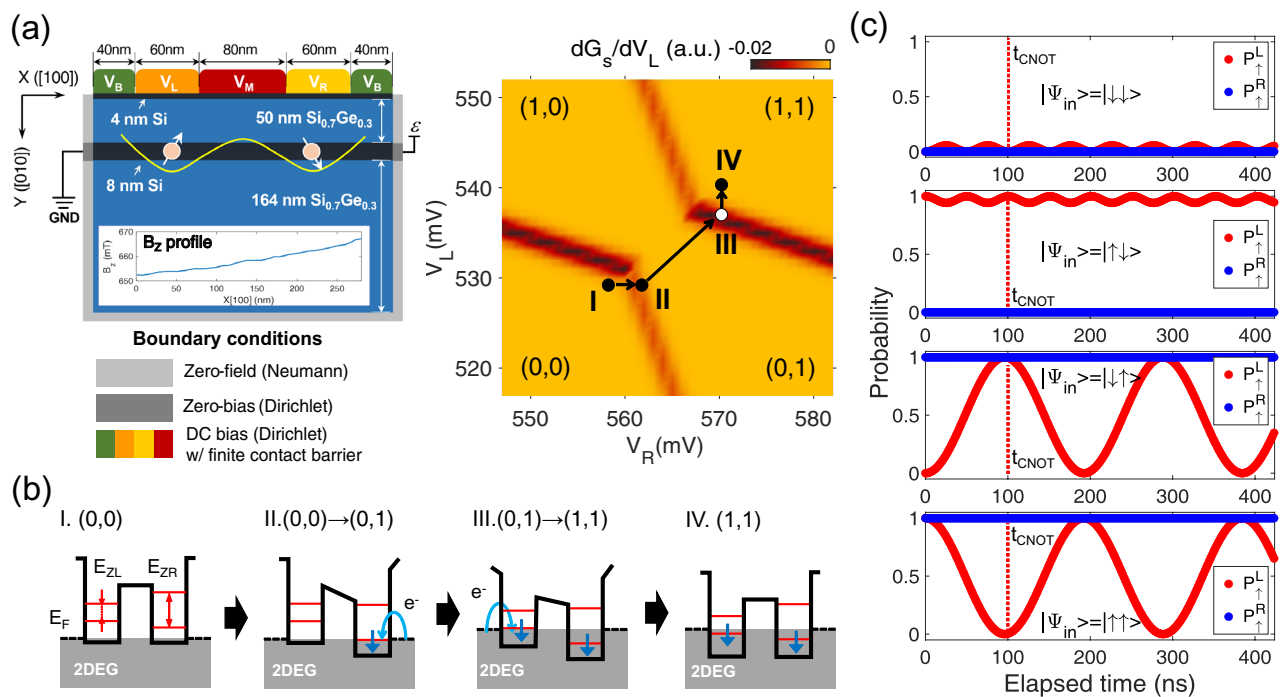 (a)
40nm 60nm 80nm 60nm 40nm
X ([100])
V_B V_L V_M V_R V_B
4 nm Si
50 nm Si0.7Ge0.3
ε
Y ([010])
8 nm Si
164 nm Si0.7Ge0.3
GND
B_Z profile
B_z (mT)
670
660
650
0 50 100 150 200 250
X[100] (nm)
Boundary conditions
Zero-field (Neumann)
Zero-bias (Dirichlet)
DC bias (Dirichlet)
w/ finite contact barrier
dG_s/dV_L (a.u.)
-0.02 0
(1,0) (1,1)
(0,0) (0,1)
I II III IV
V_L(mV)
550
540
530
520
550 560 570 580
V_R(mV)
(b)
I. (0,0)
E_ZL E_ZR
E_F
2DEG
II.(0,0)→(0,1)
e-
2DEG
III.(0,1)→(1,1)
e-
2DEG
IV. (1,1)
2DEG
(c)
Probability
1
0.5
0
t_CNOT
|Ψ_in>=|↓↓>
P↑^L
P↑^R
0 100 200 300 400
1
0.5
0
|Ψ_in>=|↑↓>
t_CNOT
P↑^L
P↑^R
0 100 200 300 400
1
0.5
0
|Ψ_in>=|↓↑>
t_CNOT
P↑^L
P↑^R
0 100 200 300 400
1
0.5
0
t_CNOT
|Ψ_in>=|↑↑>
P↑^L
P↑^R
0 100 200 300 400
Elapsed time (ns)